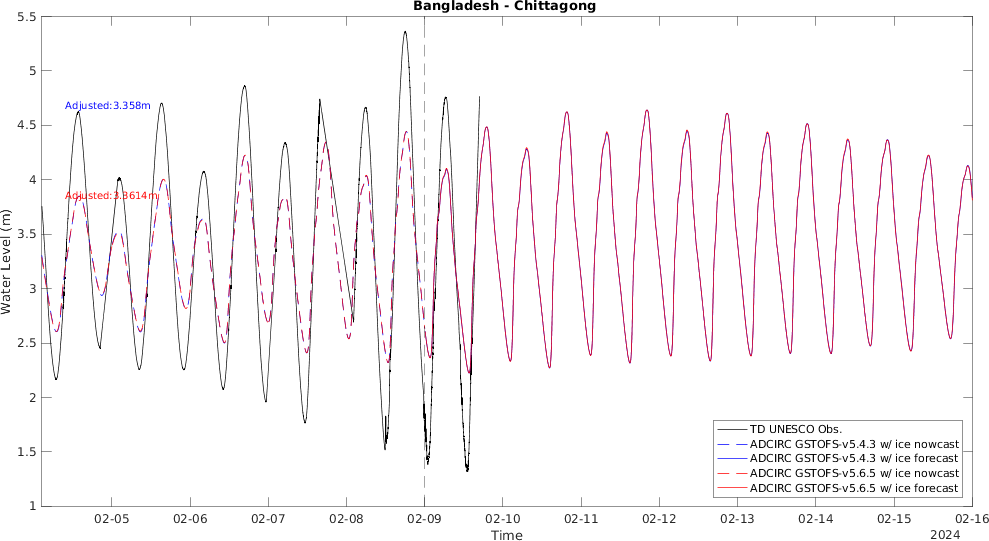 Bangladesh - Chittagong
5.5
5
4.5
4
3.5
3
2.5
2
1.5
1
Water Level (m)
Adjusted:3.358m
Adjusted:3.3614m
TD UNESCO Obs.
ADCIRC GSTOFS-v5.4.3 w/ ice nowcast
ADCIRC GSTOFS-v5.4.3 w/ ice forecast
ADCIRC GSTOFS-v5.6.5 w/ ice nowcast
ADCIRC GSTOFS-v5.6.5 w/ ice forecast
02-05 02-06 02-07 02-08 02-09 02-10 02-11 02-12 02-13 02-14 02-15 02-16
Time
2024